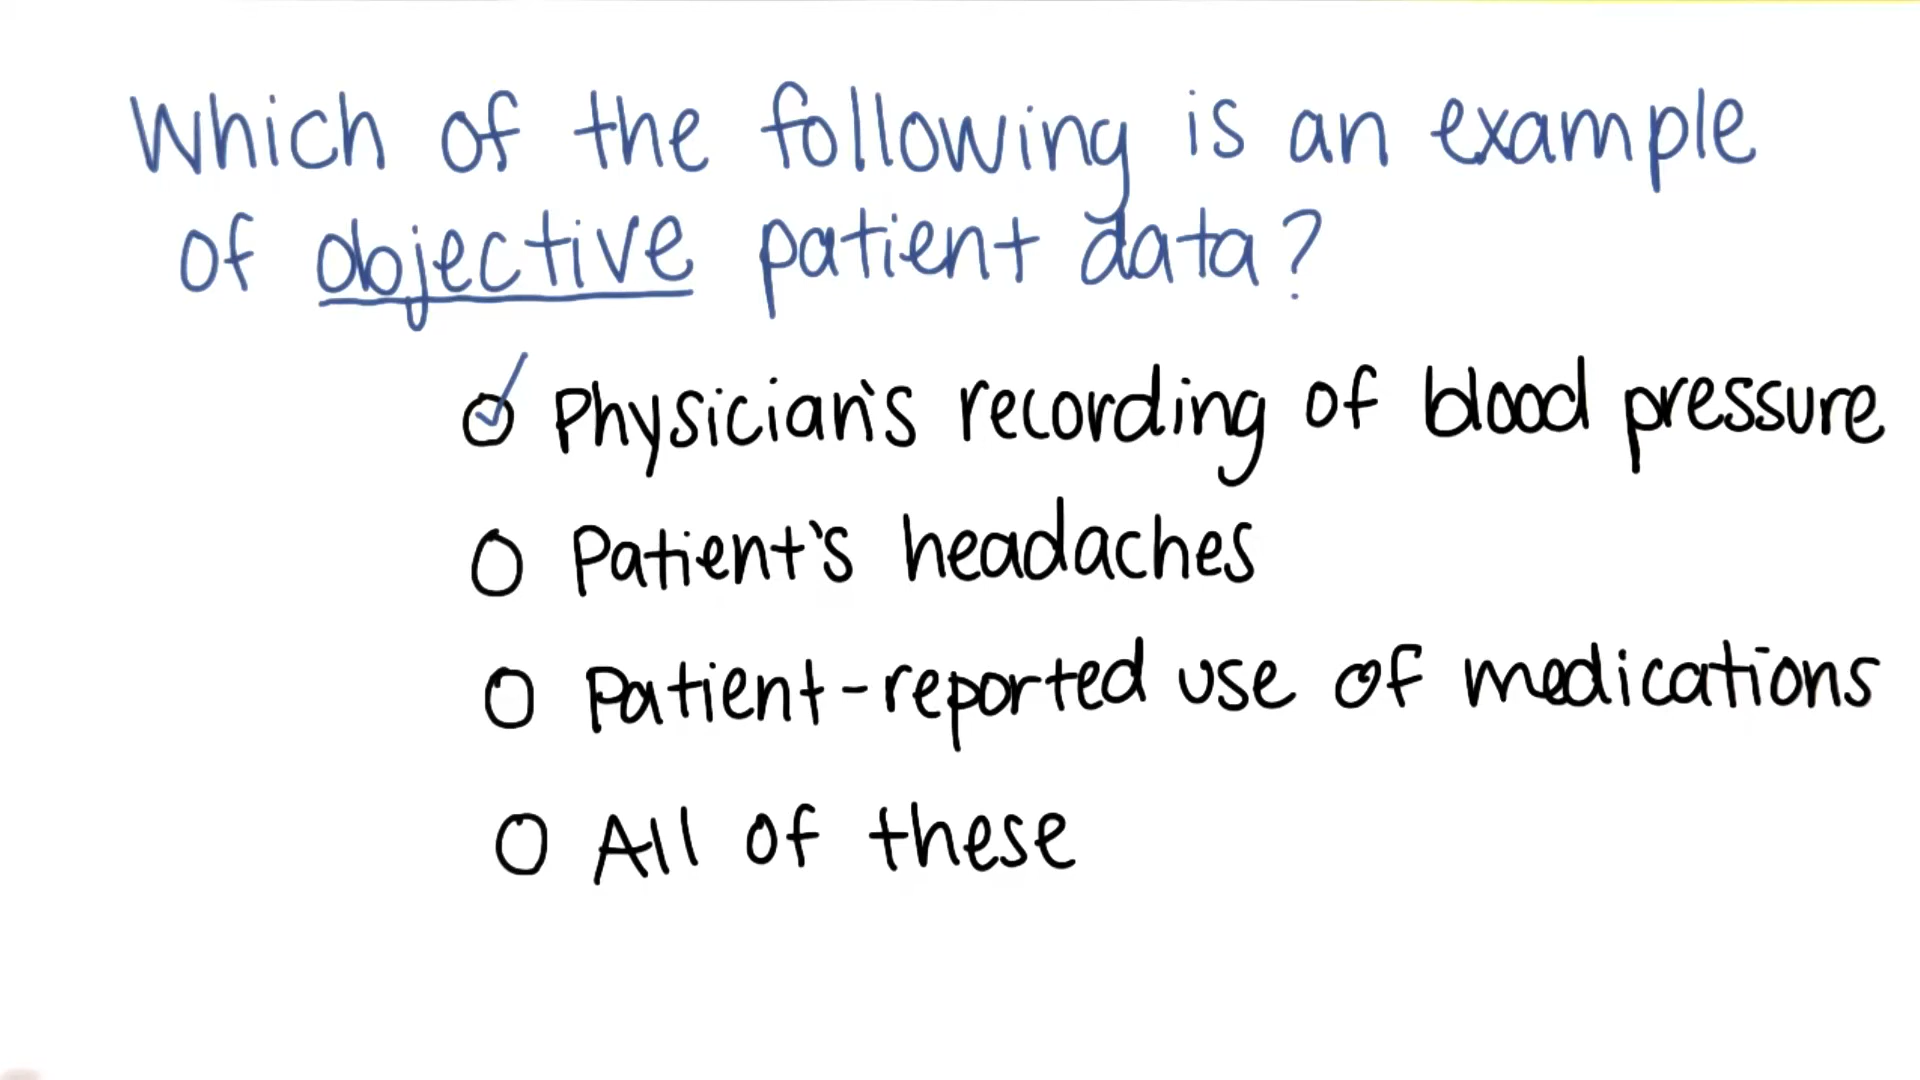 Which of the following is an example
of objective patient data?
Physician's recording of blood pressure
Patient's headaches
Patient-reported use of medications
All of these